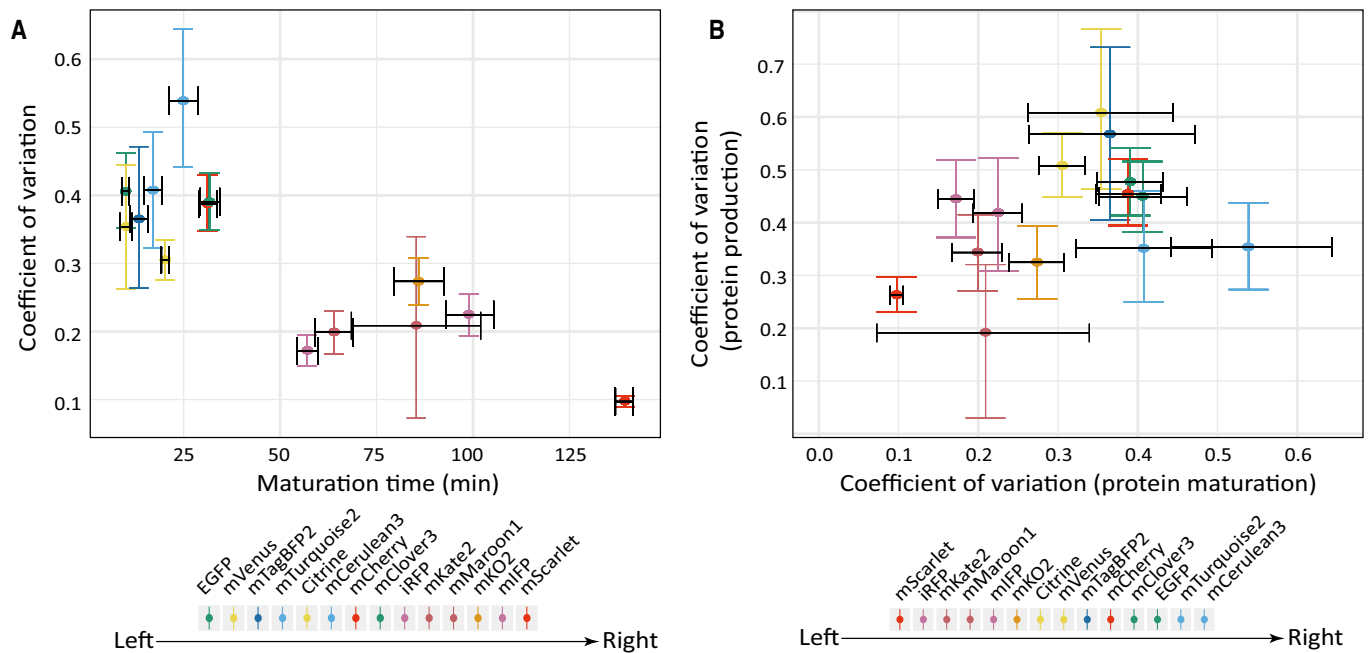 A
Coefficient of variation
0.6
0.5
0.4
0.3
0.2
0.1
25
50
75
100
125
Maturation time (min)
EGFP
mVenus
mTagBFP2
mTurquoise2
Citrine
mCerulean3
mCherry
mClover3
iRFP
mKate2
mMaroon1
mKO2
mIFP
mScarlet
Left
Right
B
Coefficient of variation
(protein production)
0.7
0.6
0.5
0.4
0.3
0.2
0.1
0.0
0.1
0.2
0.3
0.4
0.5
0.6
Coefficient of variation (protein maturation)
mScarlet
iRFP
mKate2
mMaroon1
mIFP
mKO2
Citrine
mVenus
mTagBFP2
mCherry
mClover3
EGFP
mTurquoise2
mCerulean3
Left
Right